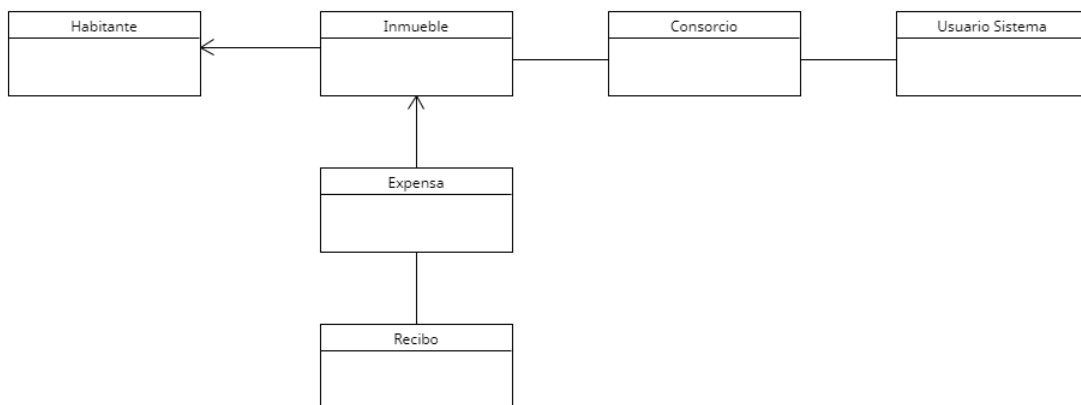 Habitante
Inmueble
Consorcio
Usuario Sistema
Expensa
Recibo